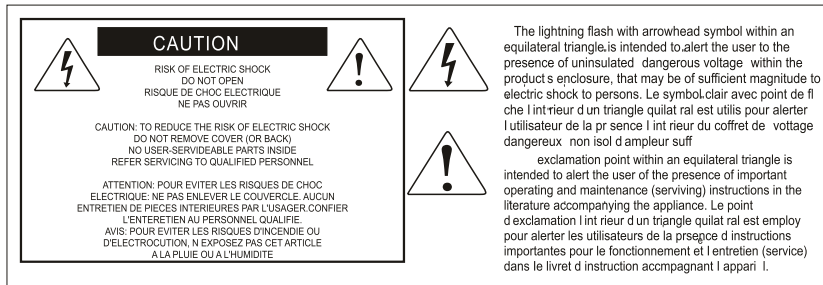 CAUTION
RISK OF ELECTRIC SHOCK
DO NOT OPEN
RISQUE DE CHOC ELECTRIQUE
NE PAS OUVRIR
CAUTION: TO REDUCE THE RISK OF ELECTRIC SHOCK
DO NOT REMOVE COVER (OR BACK)
NO USER-SERVIDEABLE PARTS INSIDE
REFER SERVICING TO QUALIFIED PERSONNEL
ATTENTION: POUR EVITER LES RISQUES DE CHOC
ELECTRIQUE: NE PAS ENLEVER LE COUVERCLE. AUCUN
ENTRETIEN DE PIECES INTERIEURES PAR L'USAGER.CONFIER
L'ENTERETIEN AU PERSONNEL QUALIFIE.
AVIS: POUR EVITER LES RISQUES D'INCENDIE OU
D'ELECTROCUTION, N EXPOSEZ PAS CET ARTICLE
A LA PLUIE OU A L'HUMIDITE
The lightning flash with arrowhead symbol within an
equilateral triangle.is intended to.alert the user to the
presence of uninsulated dangerous voltage within the
product s enclosure, that may be of sufficient magnitude to
electric shock to persons. Le symbol.clair avec point de fl
che l int rieur d un triangle quilat ral est utilis pour alerter
l utilisateur de la pr sence l int rieur du coffret de vottage
dangereux non isol d ampleur suff
exclamation point within an equilateral triangle is
intended to alert the user of the presence of important
operating and maintenance (serviving) instructions in the
literature accompanying the appliance. Le point
d exclamation l int rieur d un triangle quilat ral est employ
pour alerter les utilisateurs de la prsence d instructions
importantes pour le fonctionnement et l entretien (service)
dans le livret d instruction accmpagnant l appari l.